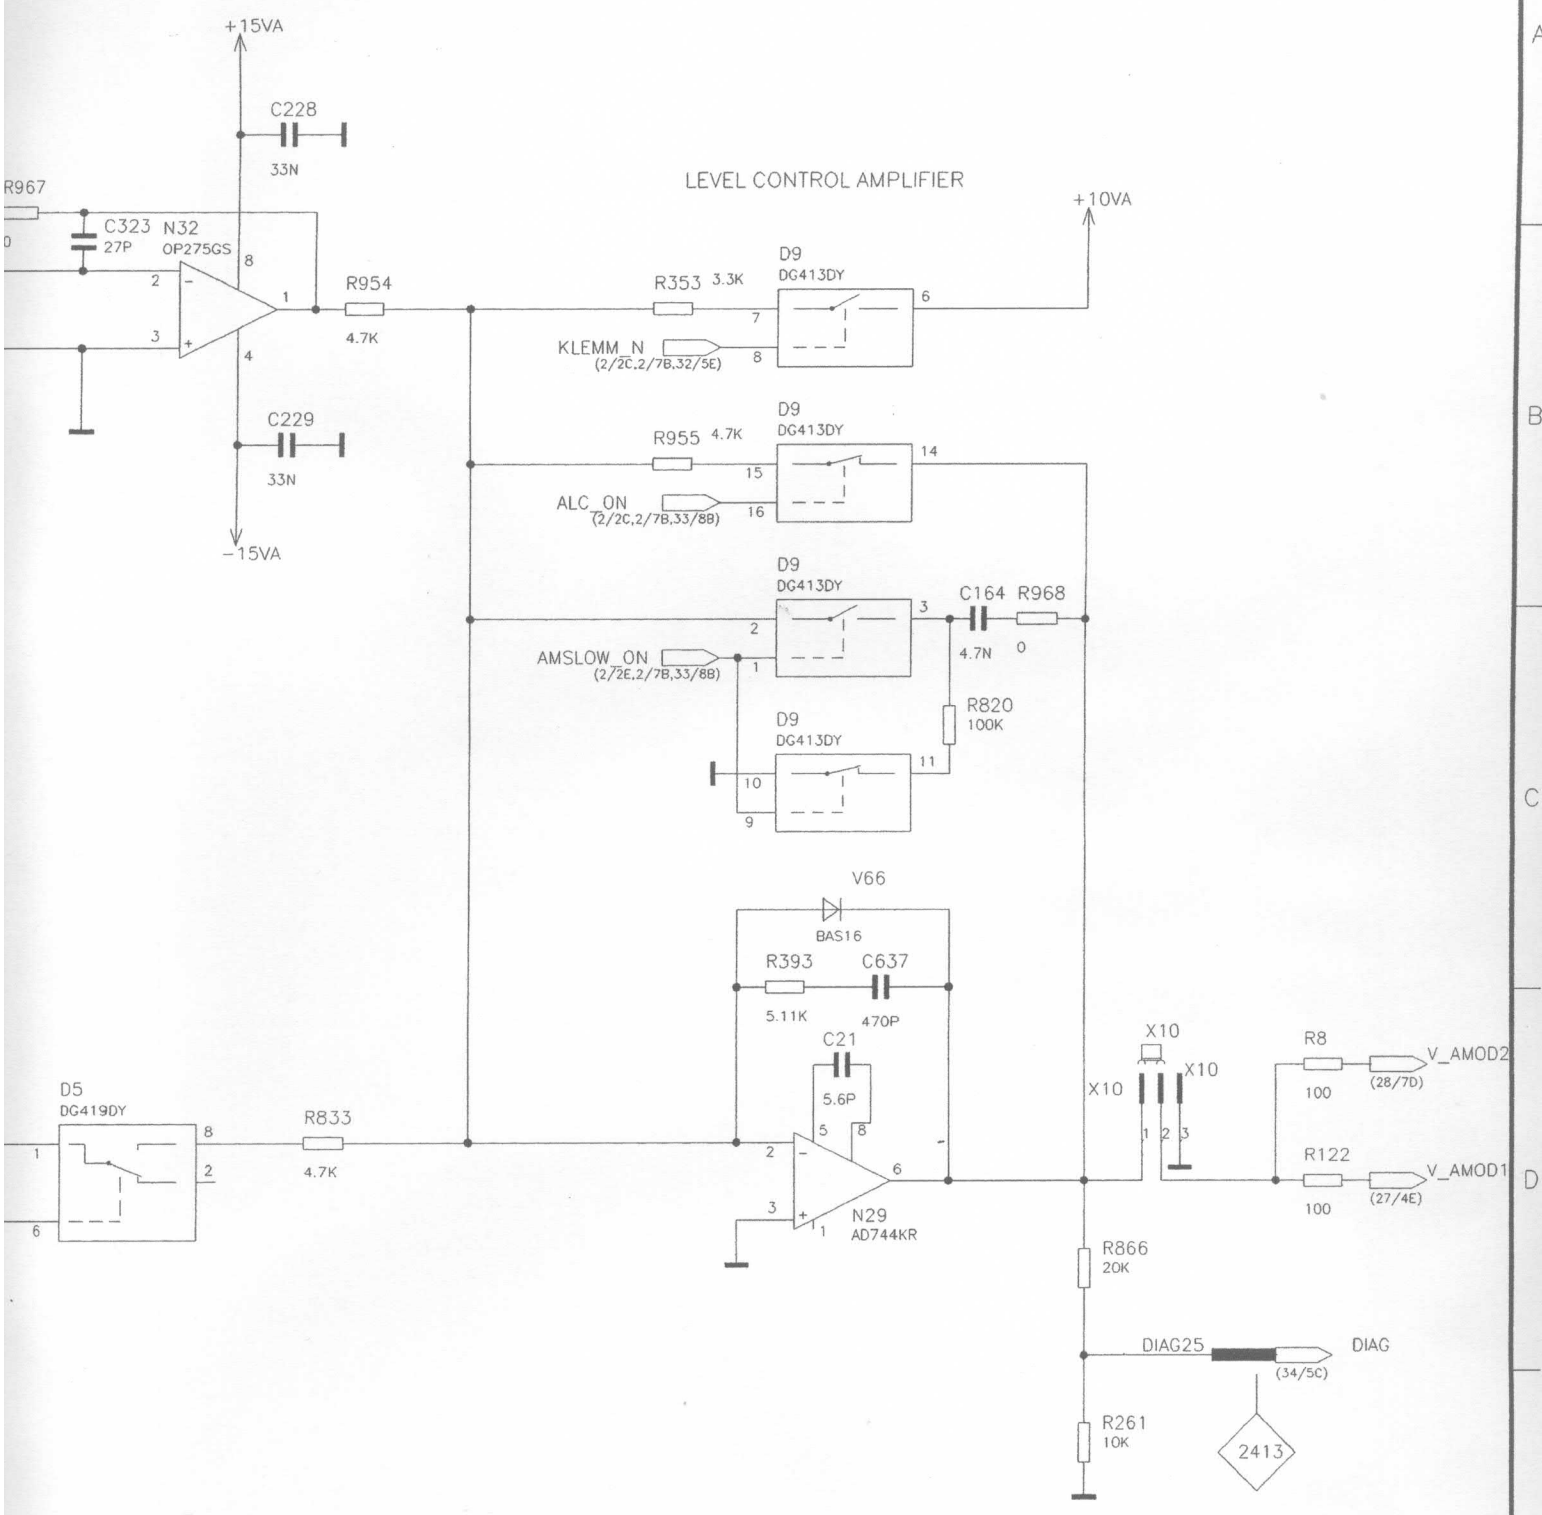 +15VA
A
C228
33N
LEVEL CONTROL AMPLIFIER
R967
+10VA
C323
27P
N32
OP275GS
8
2
-
1
3
+
4
R954
4.7K
R353 3.3K
D9
DG413DY
6
7
KLEMM_N
(2/2C,2/7B,32/5E)
8
C229
33N
-15VA
B
R955 4.7K
D9
DG413DY
14
15
ALC_ON
(2/2C,2/7B,33/8B)
16
D9
DG413DY
3
2
C164 R968
4.7N 0
AMSLOW_ON
(2/2E,2/7B,33/8B)
1
R820
100K
D9
DG413DY
11
10
9
C
V66
BAS16
R393 C637
5.11K 470P
C21
5.6P
5
8
X10
X10
X10
1
2
3
R8
100
V_AMOD2
(28/7D)
D5
DG419DY
8
1
2
6
R833
4.7K
2
-
6
3
+
1
N29
AD744KR
R122
100
V_AMOD1
(27/4E)
D
R866
20K
DIAG25
DIAG
(34/5C)
R261
10K
2413